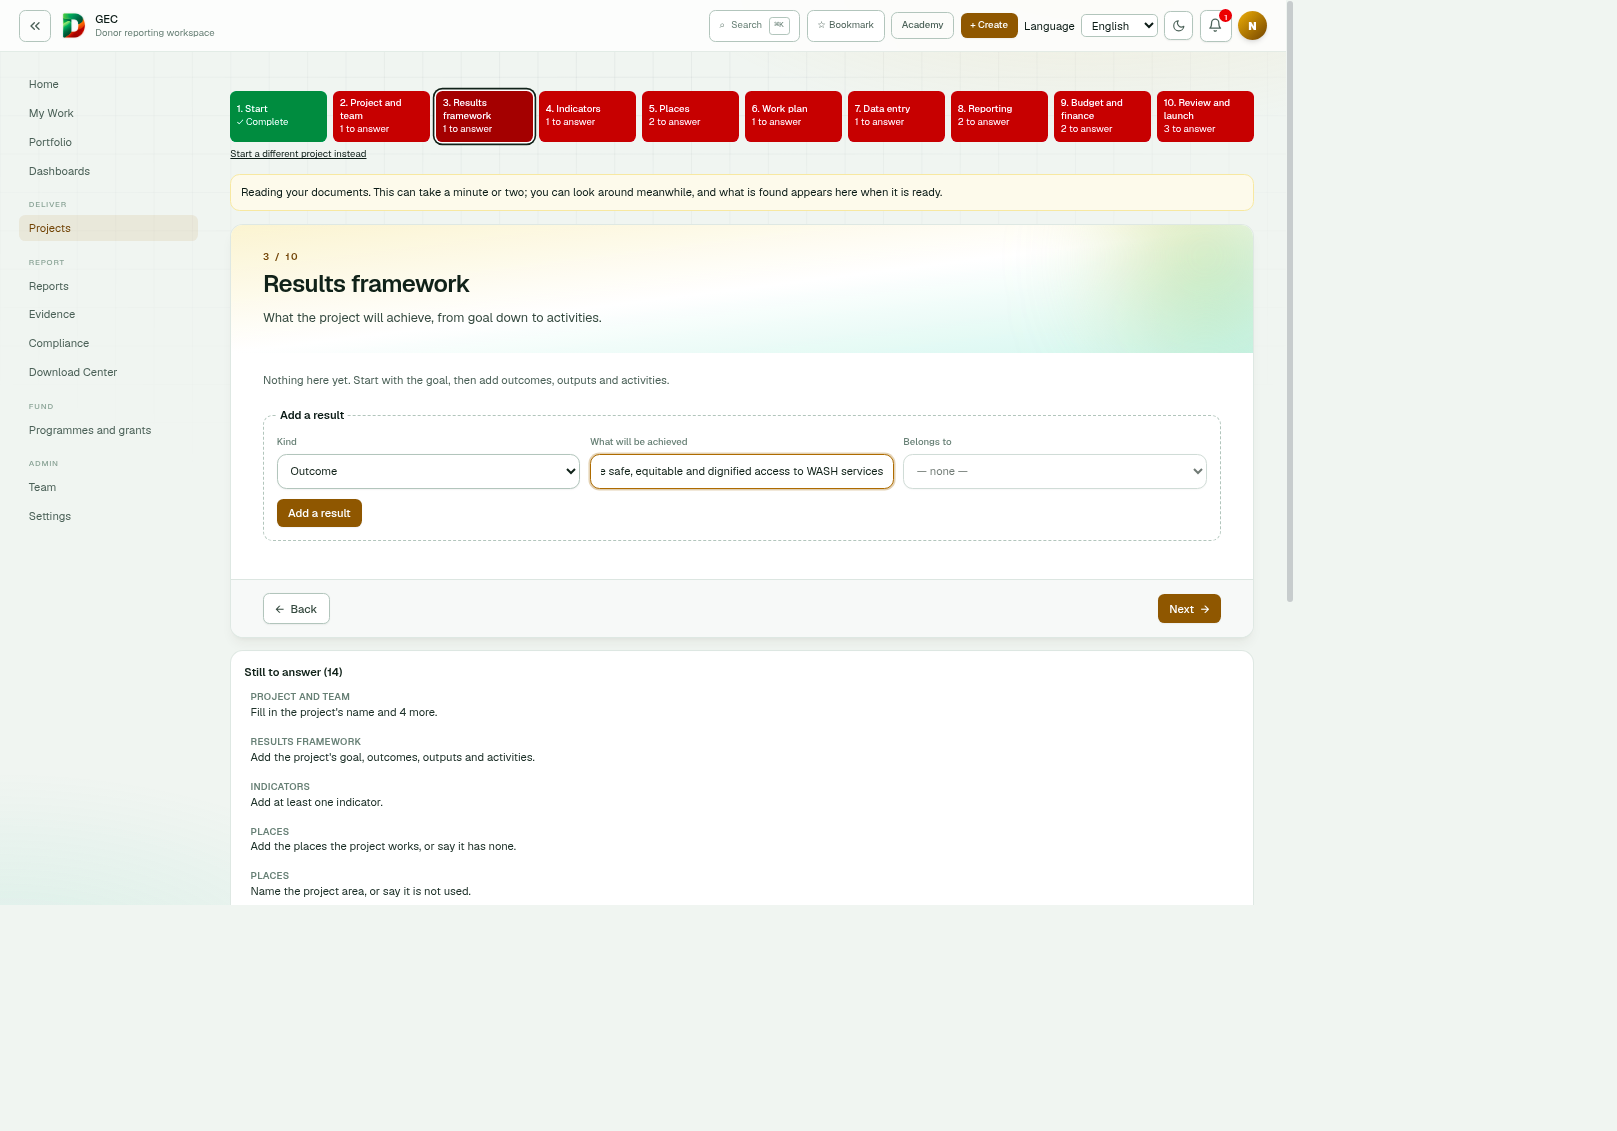 GEC
Donor reporting workspace
Search ⌘K
☆ Bookmark
Academy
+ Create
Language
English
1
N
Home
My Work
Portfolio
Dashboards
DELIVER
Projects
REPORT
Reports
Evidence
Compliance
Download Center
FUND
Programmes and grants
ADMIN
Team
Settings
1. Start
✓ Complete
2. Project and
team
1 to answer
3. Results
framework
1 to answer
4. Indicators
1 to answer
5. Places
2 to answer
6. Work plan
1 to answer
7. Data entry
1 to answer
8. Reporting
2 to answer
9. Budget and
finance
2 to answer
10. Review and
launch
3 to answer
Start a different project instead
Reading your documents. This can take a minute or two; you can look around meanwhile, and what is found appears here when it is ready.
3 / 10
Results framework
What the project will achieve, from goal down to activities.
Nothing here yet. Start with the goal, then add outcomes, outputs and activities.
Add a result
Kind
What will be achieved
Belongs to
Outcome
e safe, equitable and dignified access to WASH services
— none —
Add a result
← Back
Next →
Still to answer (14)
PROJECT AND TEAM
Fill in the project's name and 4 more.
RESULTS FRAMEWORK
Add the project's goal, outcomes, outputs and activities.
INDICATORS
Add at least one indicator.
PLACES
Add the places the project works, or say it has none.
PLACES
Name the project area, or say it is not used.